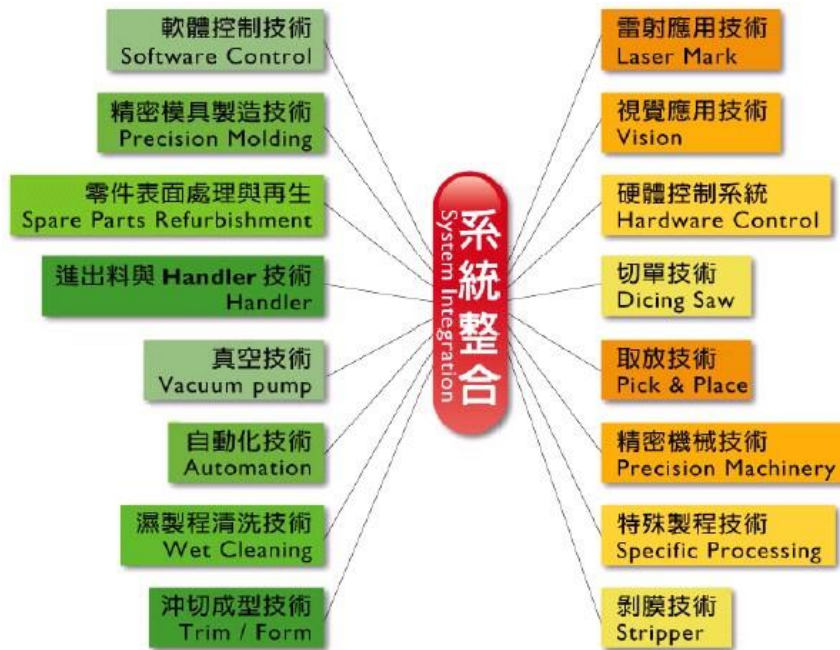 軟體控制技術
Software Control
精密模具製造技術
Precision Molding
零件表面處理與再生
Spare Parts Refurbishment
進出料與 Handler 技術
Handler
真空技術
Vacuum pump
自動化技術
Automation
濕製程清洗技術
Wet Cleaning
沖切成型技術
Trim / Form
系統整合
System Integration
雷射應用技術
Laser Mark
視覺應用技術
Vision
硬體控制系統
Hardware Control
切單技術
Dicing Saw
取放技術
Pick & Place
精密機械技術
Precision Machinery
特殊製程技術
Specific Processing
剝膜技術
Stripper